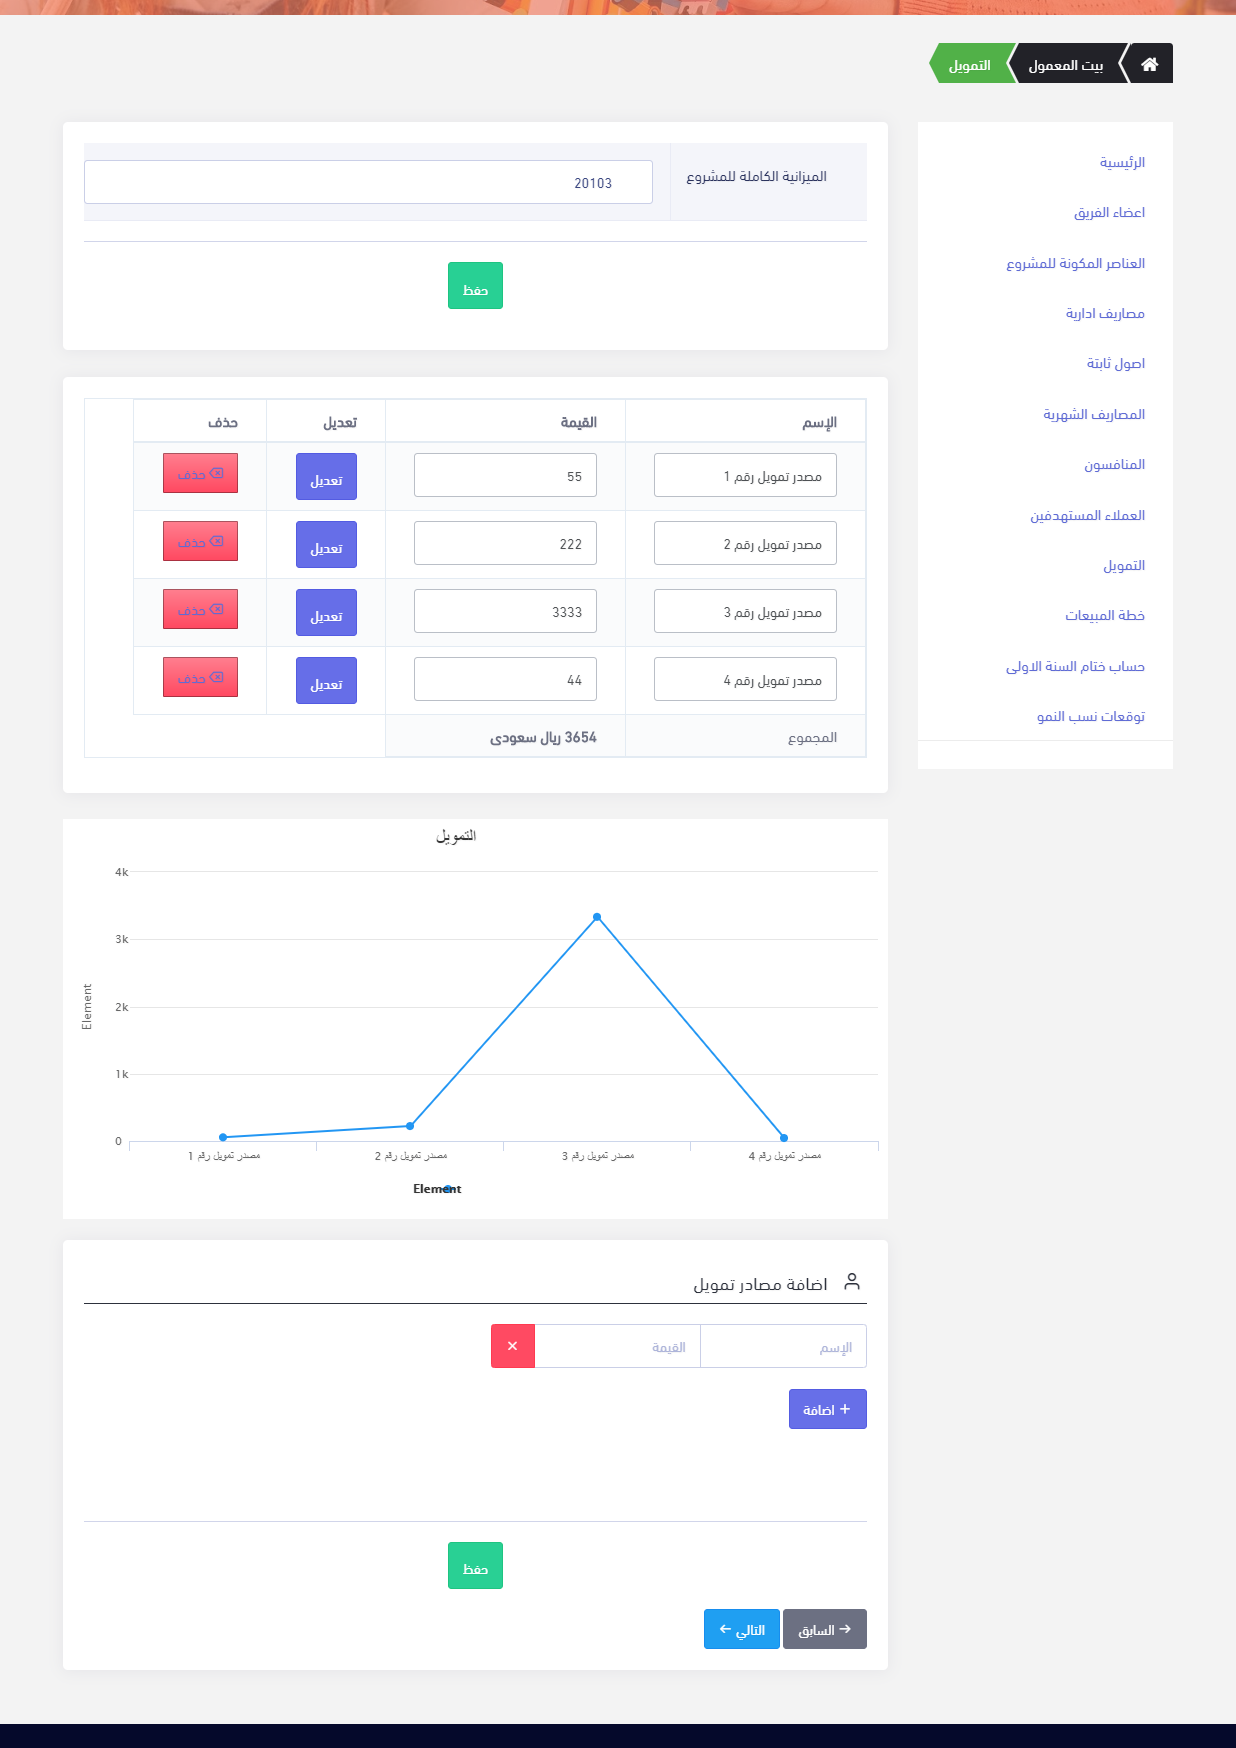 بيت المعمول
التمويل
الرئيسية
اعضاء الفريق
العناصر المكونة للمشروع
مصاريف ادارية
اصول ثابتة
المصاريف الشهرية
المنافسون
العملاء المستهدفين
التمويل
خطة المبيعات
حساب ختام السنة الاولى
توقعات نسب النمو
الميزانية الكاملة للمشروع 20103
حفظ
الإسم القيمة تعديل حذف
مصدر تمويل رقم 1 55 تعديل حذف
مصدر تمويل رقم 2 222 تعديل حذف
مصدر تمويل رقم 3 3333 تعديل حذف
مصدر تمويل رقم 4 44 تعديل حذف
المجموع 3654 ريال سعودى
التمويل
4k
3k
2k
1k
0
Element
مصدر تمويل رقم 1
مصدر تمويل رقم 2
مصدر تمويل رقم 3
مصدر تمويل رقم 4
Element
اضافة مصادر تمويل
الإسم القيمة ×
+ اضافة
حفظ
→ السابق
التالي ←